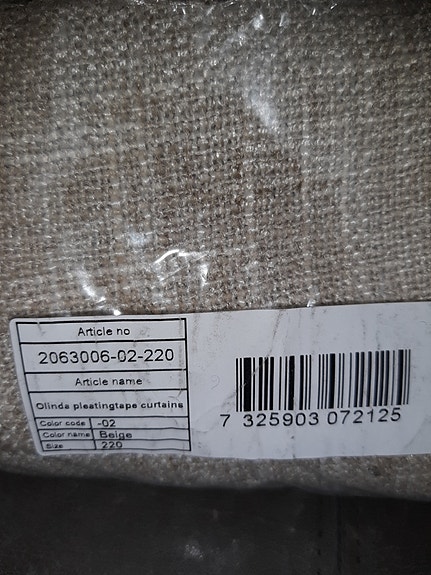 Article no
2063006-02-220
Article name
Olinda pleatingtape curtains
Color code -02
Color name Beige
Size 220
7 325903 072125